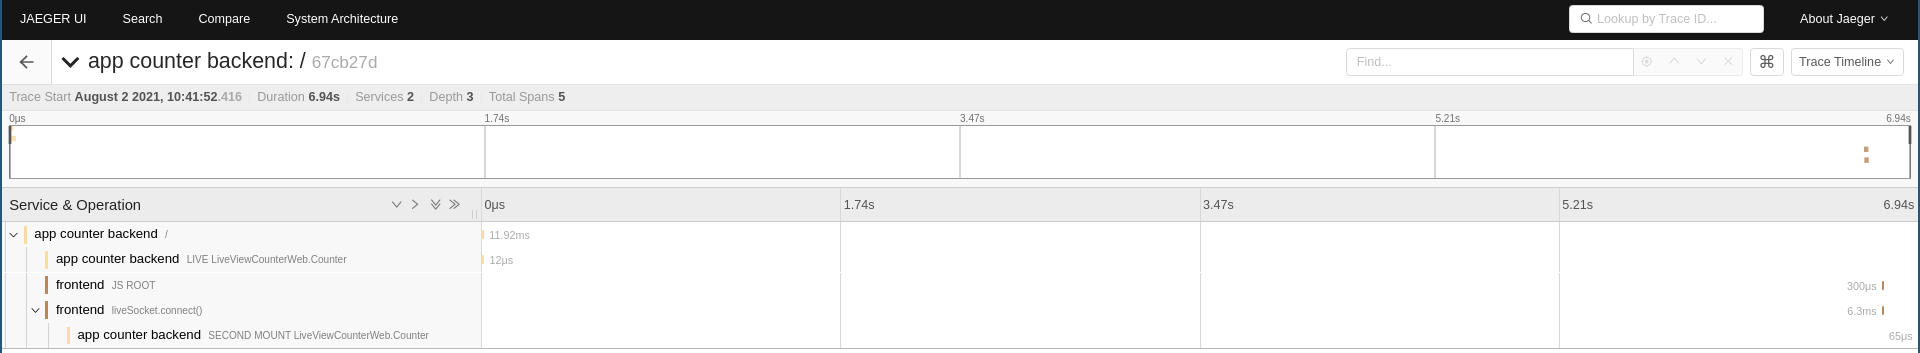 JAEGER UI Search Compare System Architecture Lookup by Trace ID... About Jaeger
app counter backend: / 67cb27d Find... ⌘ Trace Timeline
Trace Start August 2 2021, 10:41:52.416 Duration 6.94s Services 2 Depth 3 Total Spans 5
0μs 1.74s 3.47s 5.21s 6.94s
Service & Operation 0μs 1.74s 3.47s 5.21s 6.94s
app counter backend / 11.92ms
app counter backend LIVE LiveViewCounterWeb.Counter 12μs
frontend JS ROOT 300μs
frontend liveSocket.connect() 6.3ms
app counter backend SECOND MOUNT LiveViewCounterWeb.Counter 65μs